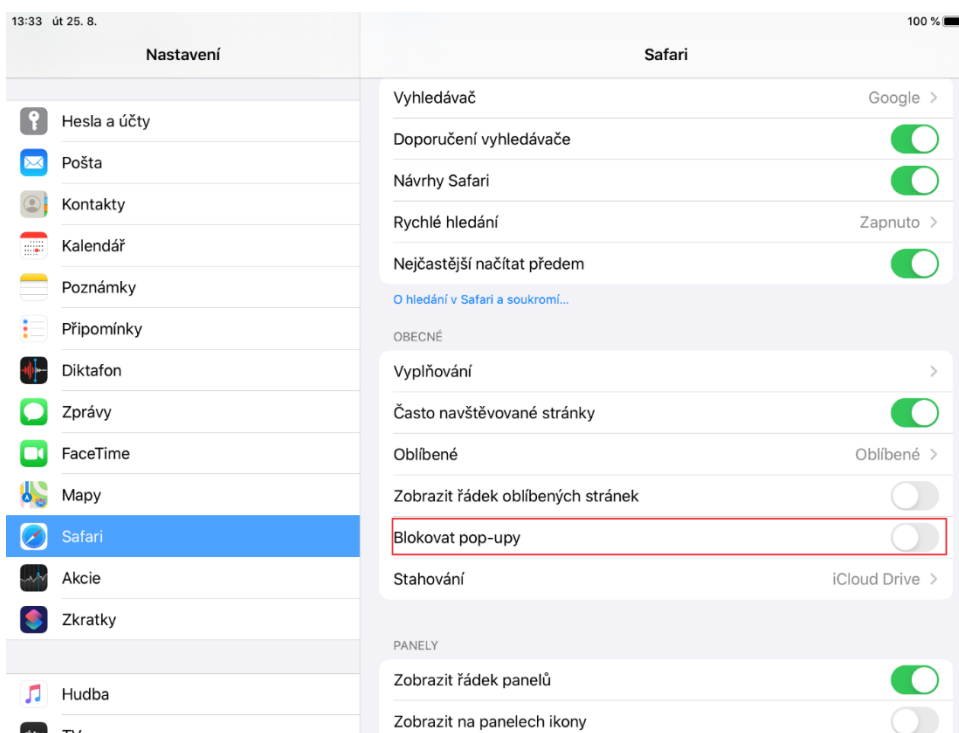 13:33 út 25. 8.
100 %
Nastavení
Safari
Hesla a účty
Pošta
Kontakty
Kalendář
Poznámky
Připomínky
Diktafon
Zprávy
FaceTime
Mapy
Safari
Akcie
Zkratky
Hudba
Vyhledávač Google
Doporučení vyhledávače
Návrhy Safari
Rychlé hledání Zapnuto
Nejčastější načítat předem
O hledání v Safari a soukromí...
OBECNÉ
Vyplňování
Často navštěvované stránky
Oblíbené Oblíbené
Zobrazit řádek oblíbených stránek
Blokovat pop-upy
Stahování iCloud Drive
PANELY
Zobrazit řádek panelů
Zobrazit na panelech ikony